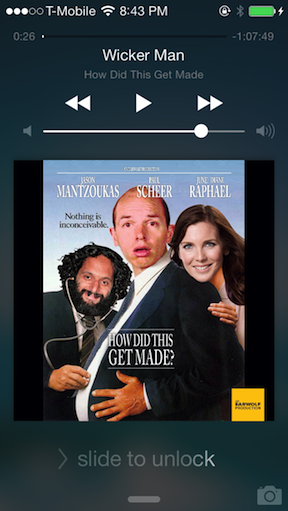 T-Mobile 8:43 PM
0:26 -1:07:49
Wicker Man
How Did This Get Made
JASON MANTZOUKAS
PAUL SCHEER
JUNE DIANE RAPHAEL
Nothing is
inconceivable.
HOW DID THIS
GET MADE?
EARWOLF
PRODUCTION
slide to unlock